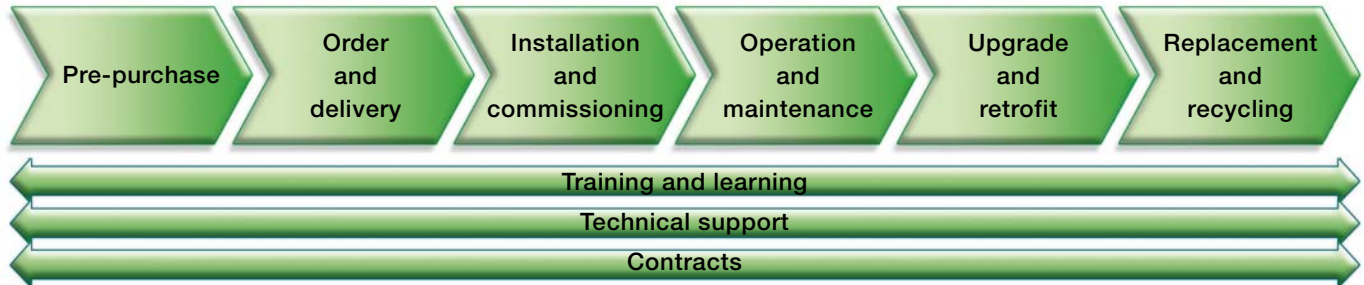 Pre-purchase
Order
and
delivery
Installation
and
commissioning
Operation
and
maintenance
Upgrade
and
retrofit
Replacement
and
recycling
Training and learning
Technical support
Contracts